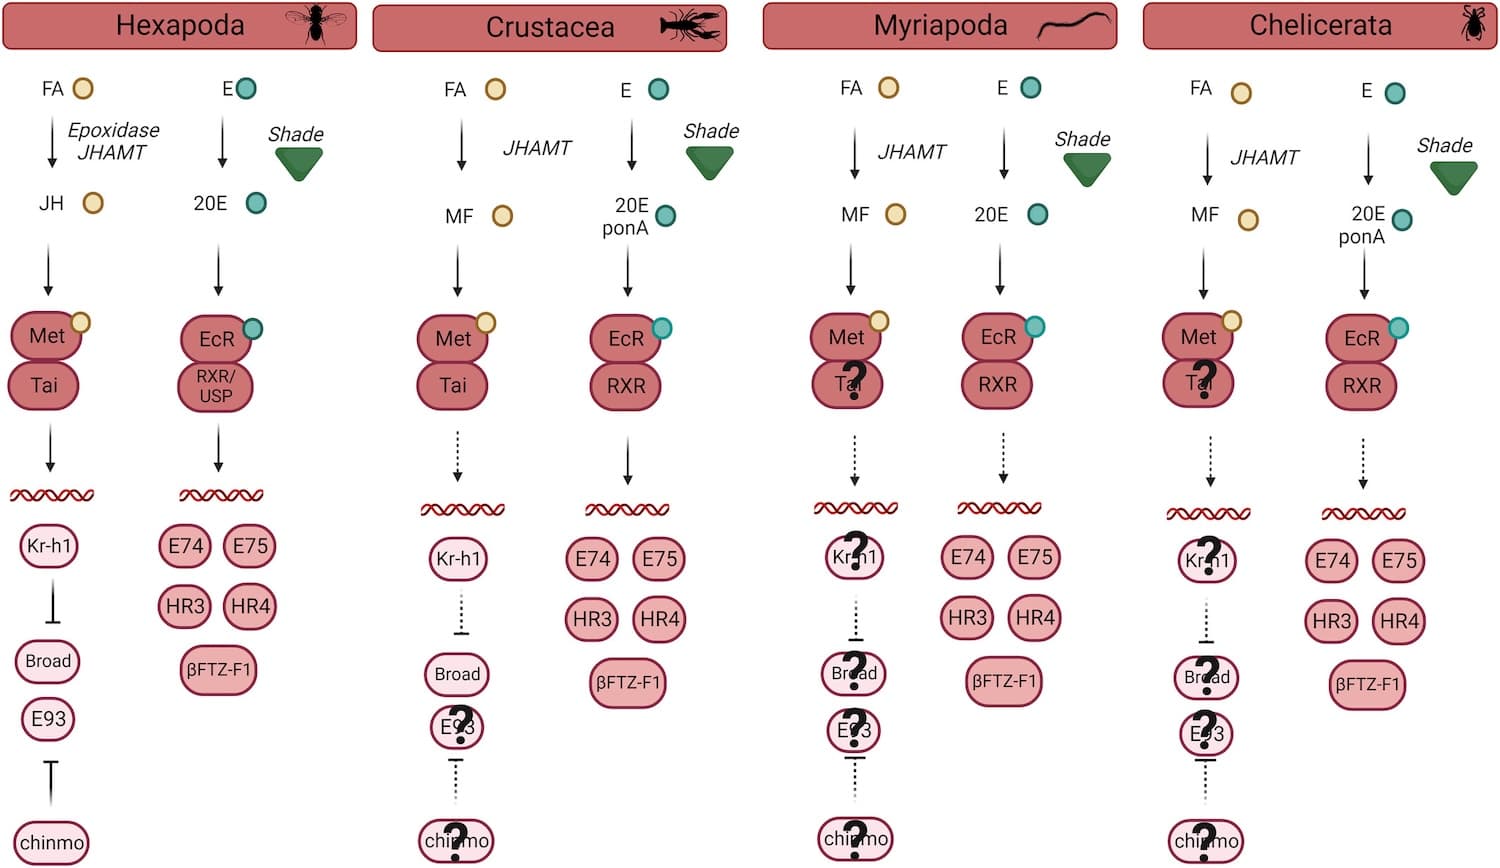 Hexapoda
FA
E
Epoxidase
JHAMT
Shade
JH
20E
Met
Tai
EcR
RXR/
USP
Kr-h1
E74
E75
HR3
HR4
Broad
βFTZ-F1
E93
chinmo
Crustacea
FA
E
JHAMT
Shade
MF
20E
ponA
Met
Tai
EcR
RXR
Kr-h1
E74
E75
HR3
HR4
Broad
βFTZ-F1
E93
?
chinmo
?
Myriapoda
FA
E
JHAMT
Shade
MF
20E
Met
Tai
?
EcR
RXR
Kr-h1
?
E74
E75
HR3
HR4
Broad
?
βFTZ-F1
E93
?
chinmo
?
Chelicerata
FA
E
JHAMT
Shade
MF
20E
ponA
Met
Tai
?
EcR
RXR
Kr-h1
?
E74
E75
HR3
HR4
Broad
?
βFTZ-F1
E93
?
chinmo
?